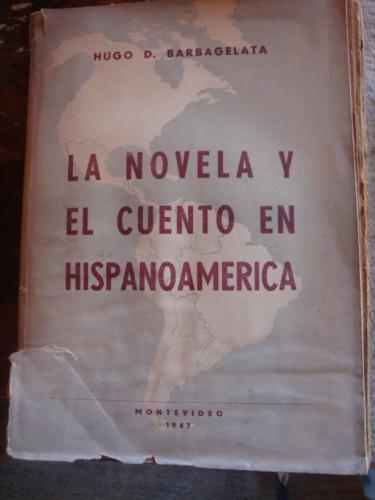 HUGO D. BARBAGELATA
LA NOVELA Y
EL CUENTO EN
HISPANOAMERICA
MONTEVIDEO
1947